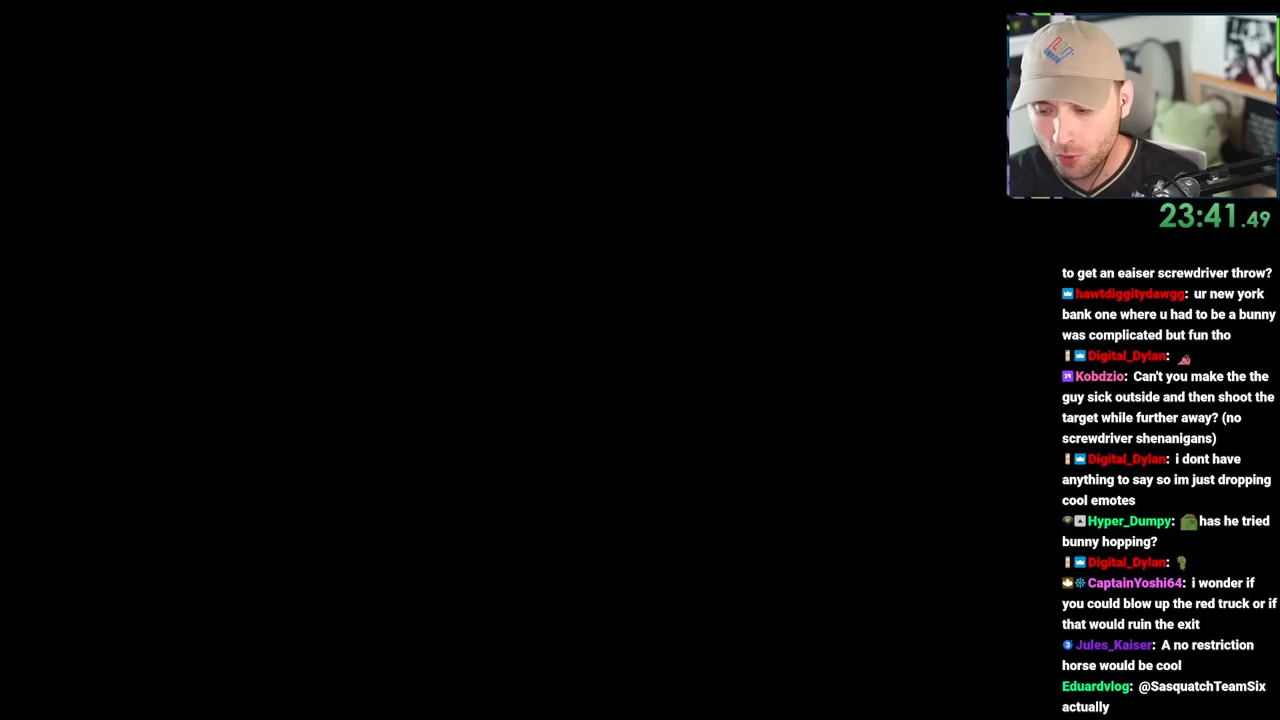 23:41.49
to get an eaiser screwdriver throw?
hawtdiggitydawgg: ur new york
bank one where u had to be a bunny
was complicated but fun tho
Digital_Dylan:
Kobdzio: Can't you make the the
guy sick outside and then shoot the
target while further away? (no
screwdriver shenanigans)
Digital_Dylan: i dont have
anything to say so im just dropping
cool emotes
Hyper_Dumpy: has he tried
bunny hopping?
Digital_Dylan:
CaptainYoshi64: i wonder if
you could blow up the red truck or if
that would ruin the exit
Jules_Kaiser: A no restriction
horse would be cool
Eduardvlog: @SasquatchTeamSix
actually